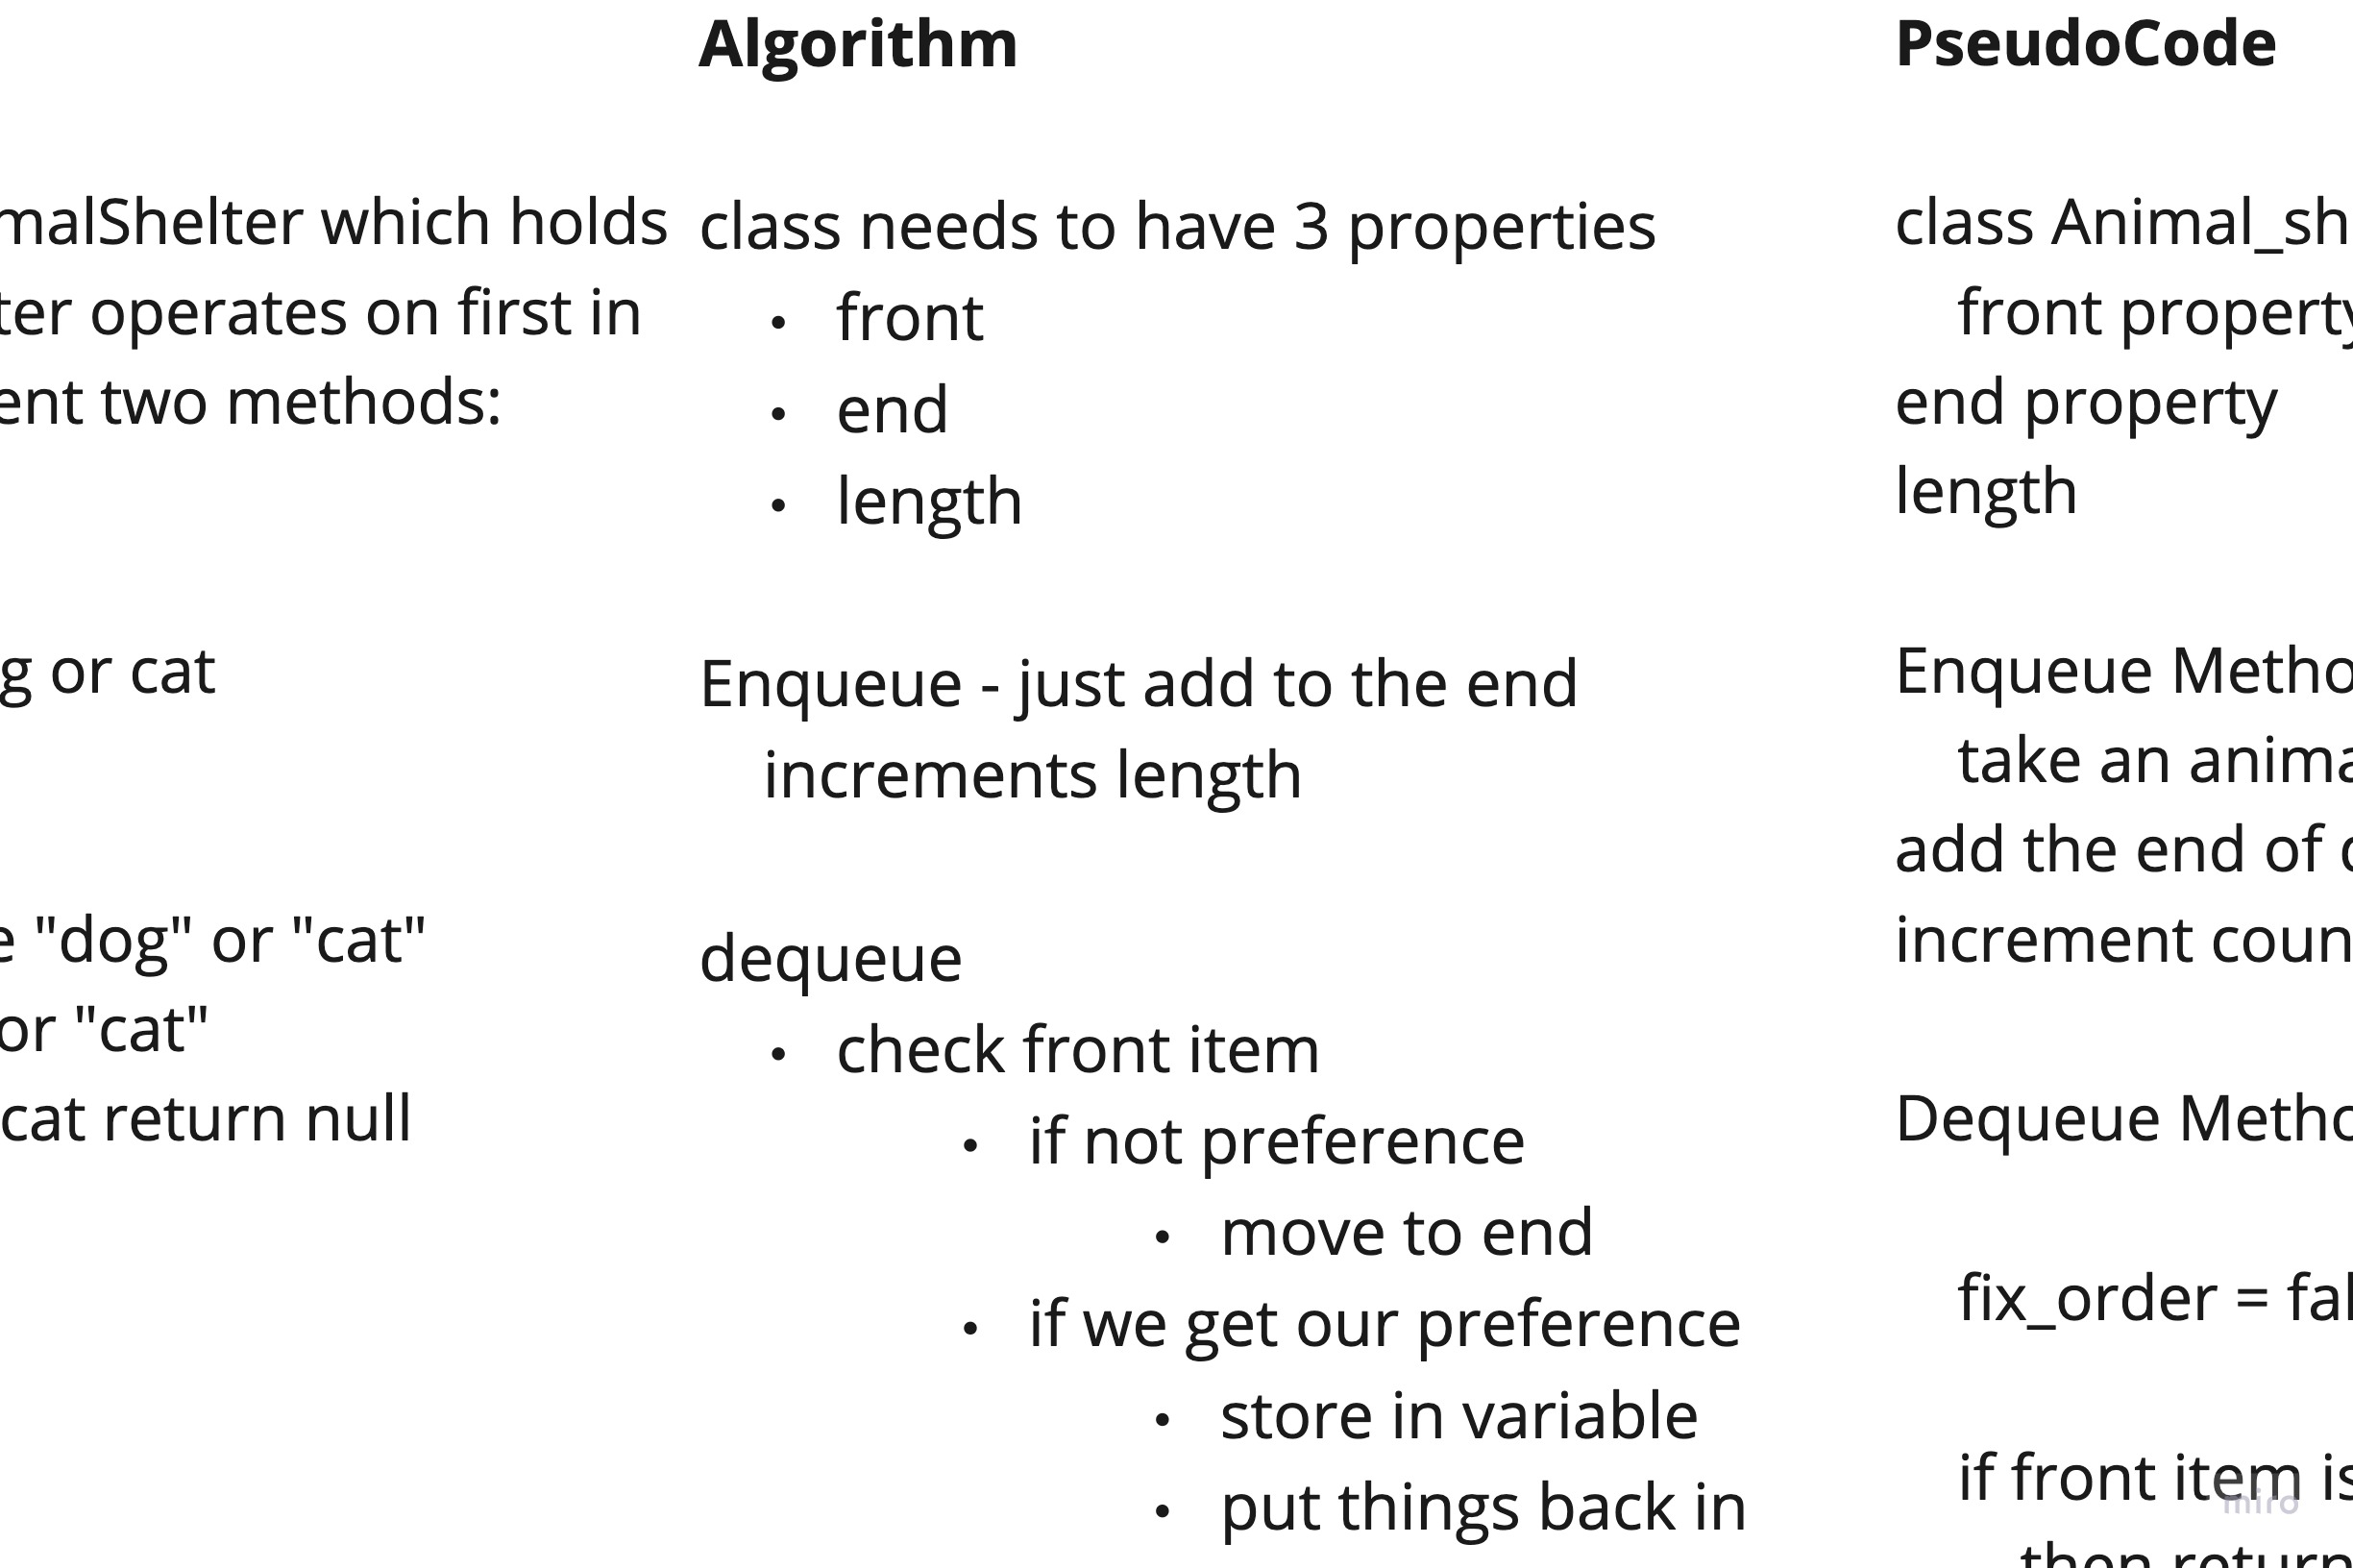 malShelter which holds
ter operates on first in
ent two methods:
g or cat
e "dog" or "cat"
or "cat"
cat return null
Algorithm
class needs to have 3 properties
• front
• end
• length
Enqueue - just add to the end
increments length
dequeue
• check front item
• if not preference
• move to end
• if we get our preference
• store in variable
• put things back in
PseudoCode
class Animal_sh
front property
end property
length
Enqueue Metho
take an anima
add the end of
increment coun
Dequeue Metho
fix_order = fal
if front item is
then return
miro